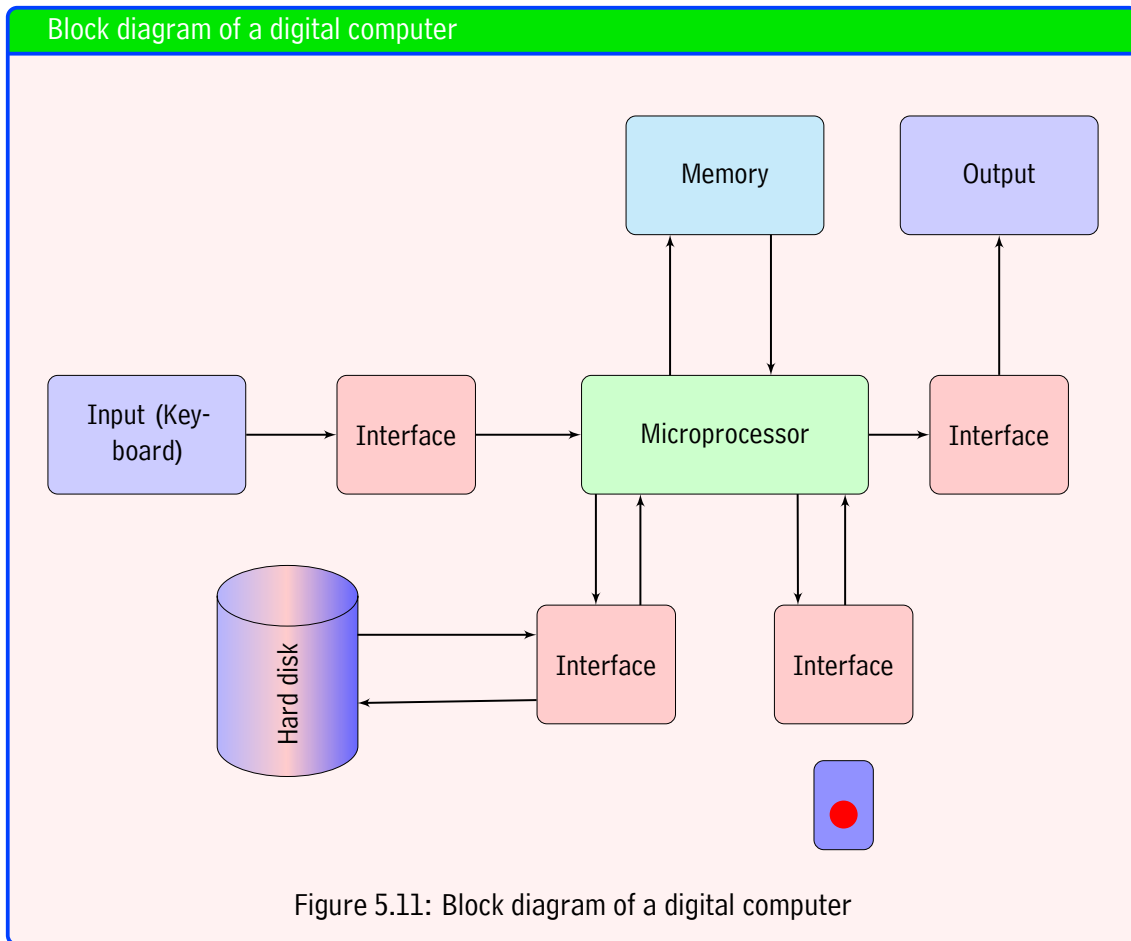 Block diagram of a digital computer
Memory
Output
Input (Key-
board)
Interface
Microprocessor
Interface
Hard disk
Interface
Interface
Figure 5.11: Block diagram of a digital computer